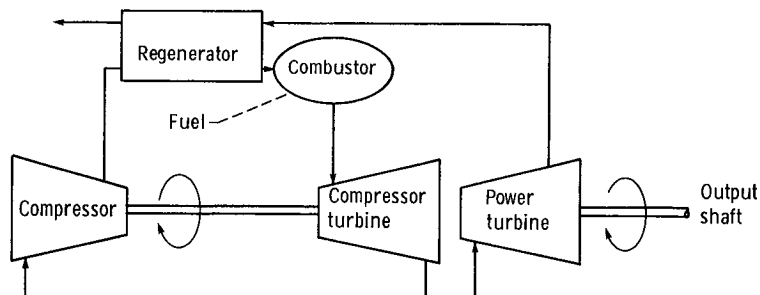 Regenerator
Combustor
Fuel
Compressor
Compressor
turbine
Power
turbine
Output
shaft